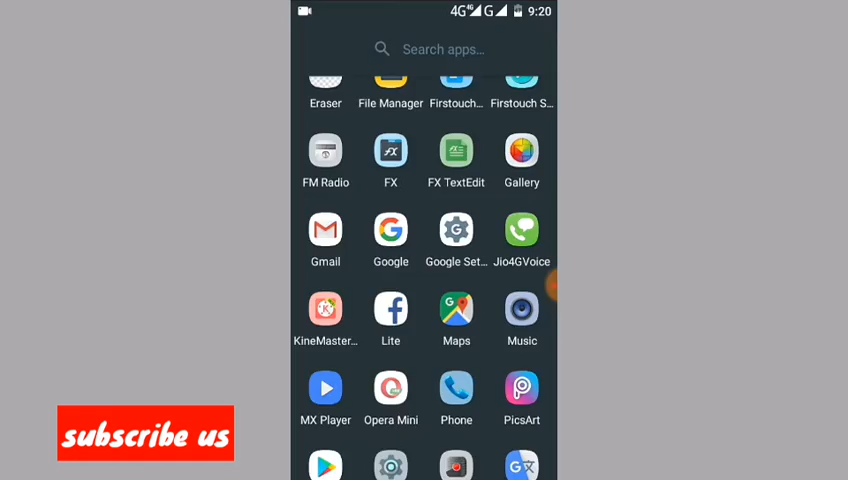 4G 4G G 9:20
Search apps...
Eraser File Manager Firstouch... Firstouch S...
FM Radio FX FX TextEdit Gallery
Gmail Google Google Set... Jio4GVoice
KineMaster... Lite Maps Music
MX Player Opera Mini Phone PicsArt
subscribe us